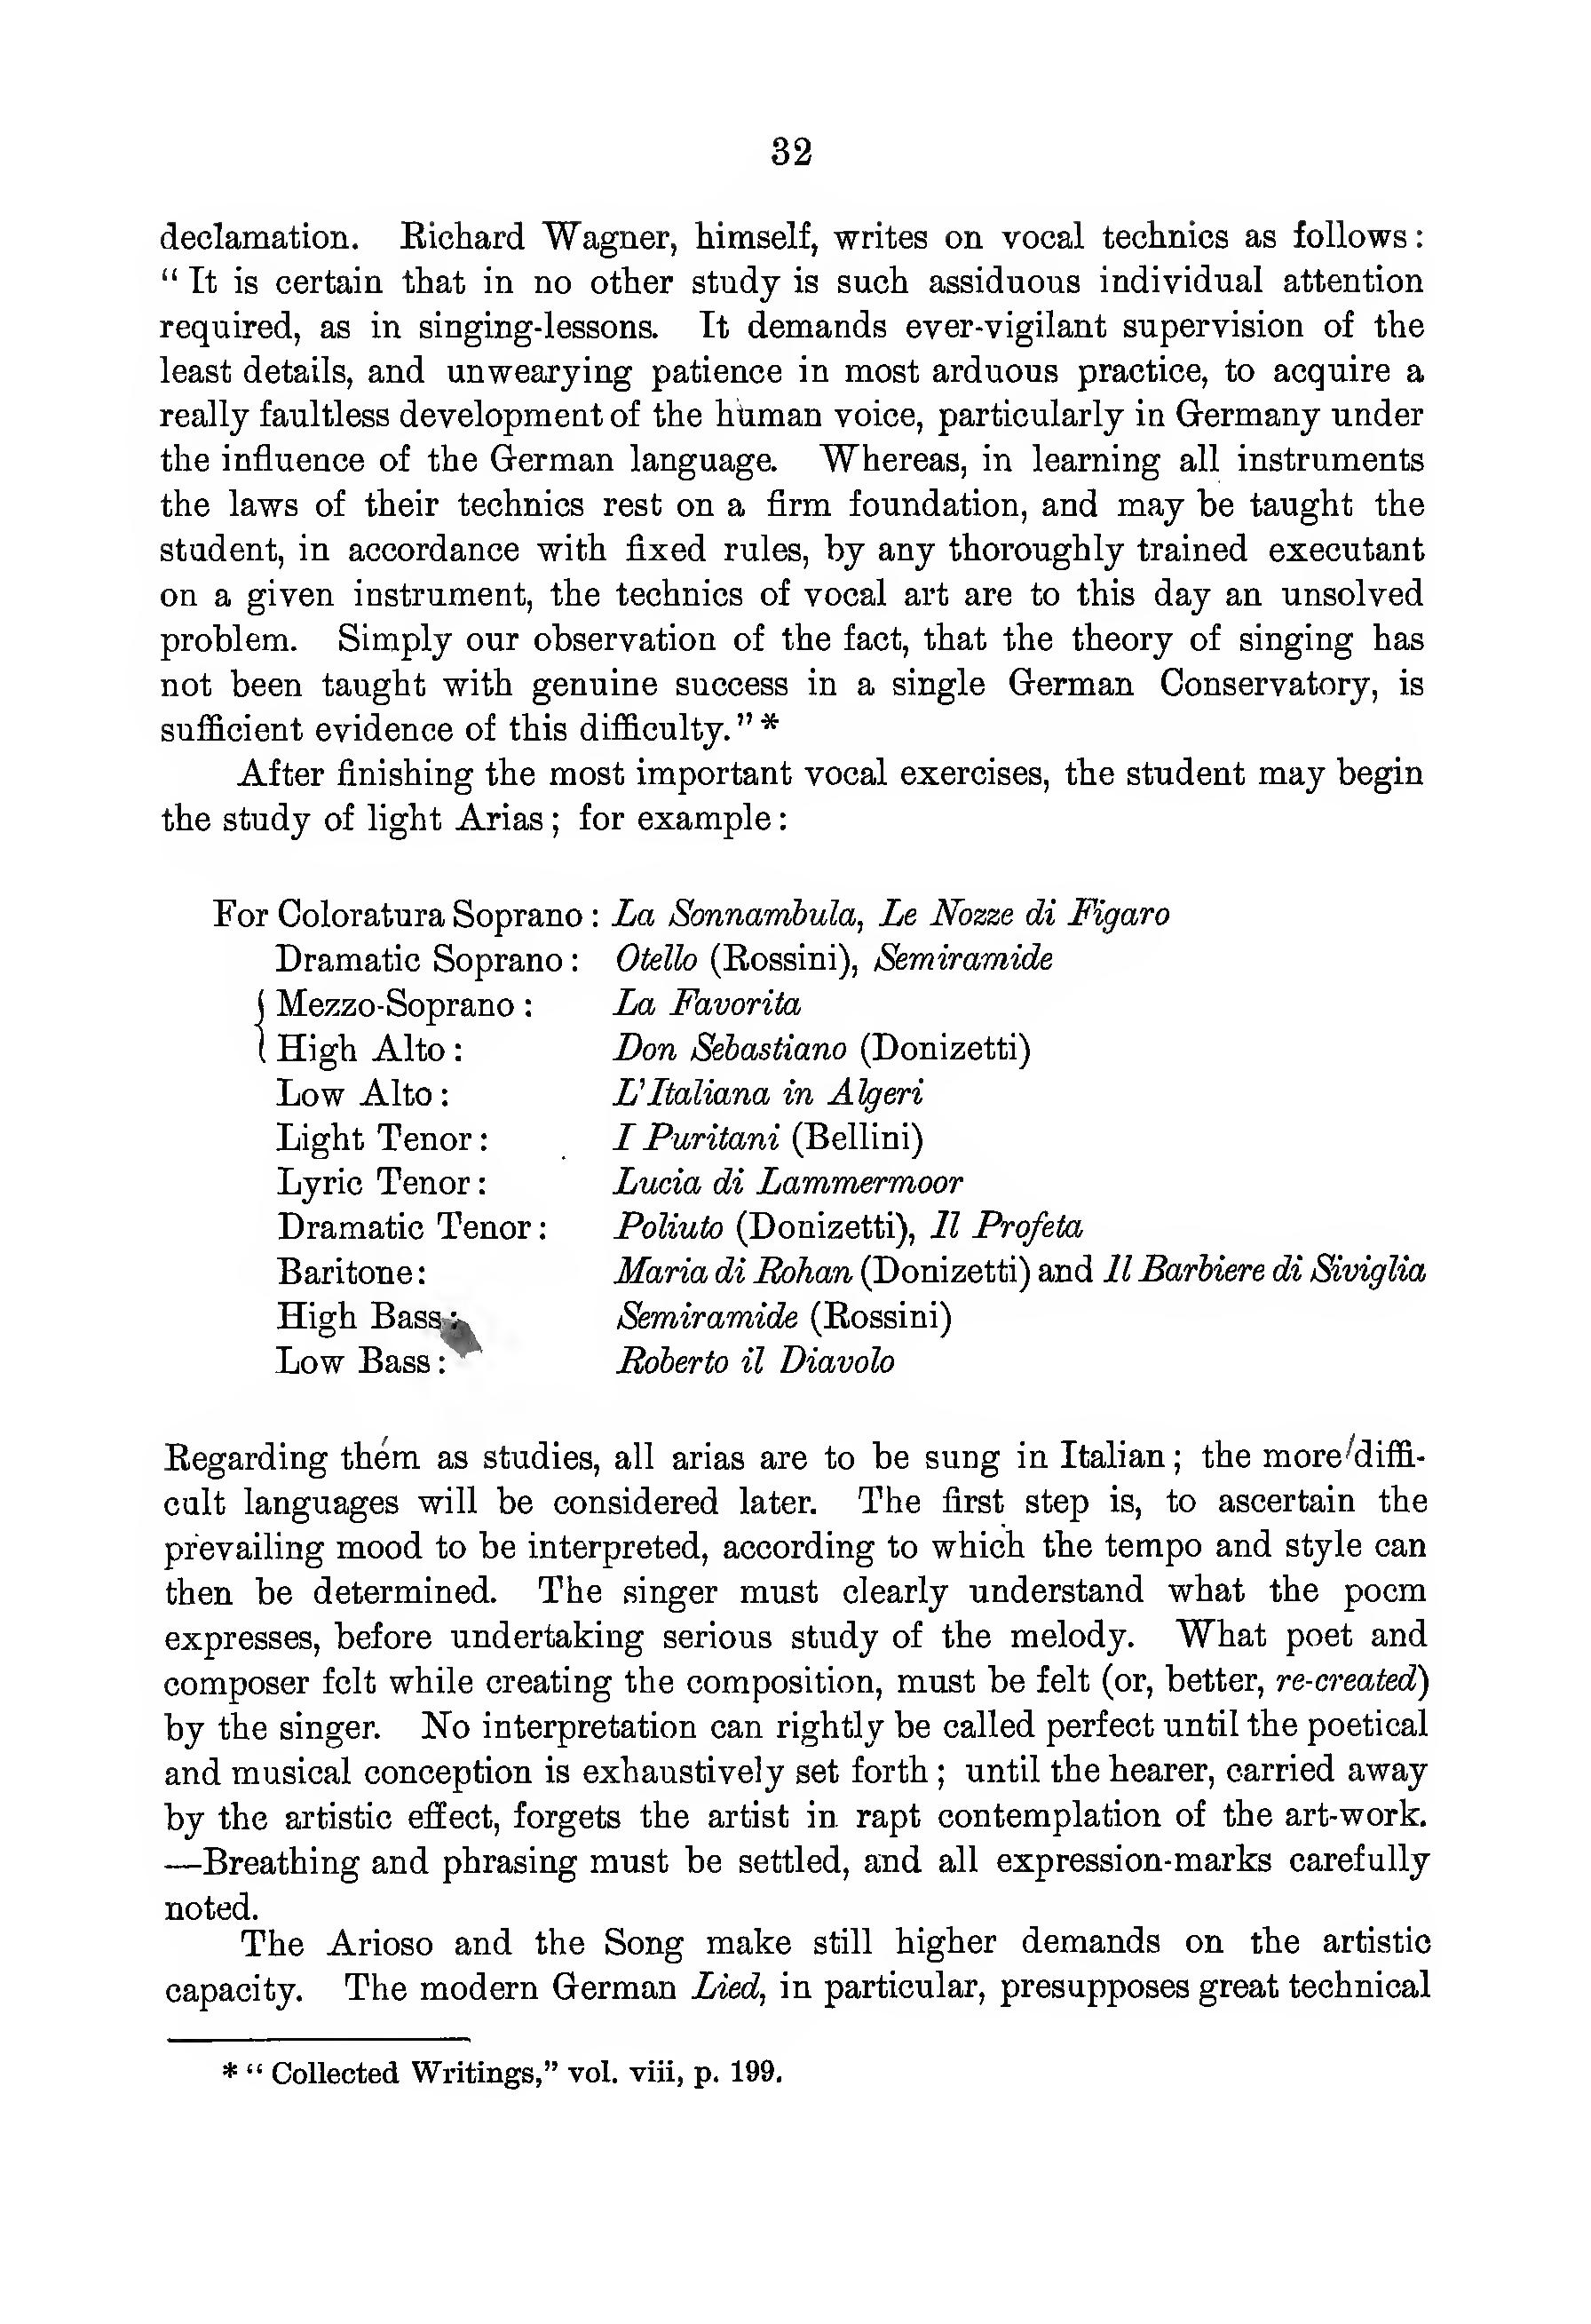 32
declamation. Richard Wagner, himself, writes on vocal technics as follows:
“ It is certain that in no other study is such assiduous individual attention
required, as in singing-lessons. It demands ever-vigilant supervision of the
least details, and unwearying patience in most arduous practice, to acquire a
really faultless development of the human voice, particularly in Germany under
the influence of the German language. Whereas, in learning all instruments
the laws of their technics rest on a firm foundation, and may be taught the
student, in accordance with fixed rules, by any thoroughly trained executant
on a given instrument, the technics of vocal art are to this day an unsolved
problem. Simply our observation of the fact, that the theory of singing has
not been taught with genuine success in a single German Conservatory, is
sufficient evidence of this difficulty.” *
After finishing the most important vocal exercises, the student may begin
the study of light Arias; for example:
For Coloratura Soprano: La Sonnambula, Le Nozze di Figaro
Dramatic Soprano: Otello (Rossini), Semiramide
{ Mezzo-Soprano: La Favorita
{ High Alto: Don Sebastiano (Donizetti)
Low Alto: L'Italiana in Algeri
Light Tenor: I Puritani (Bellini)
Lyric Tenor: Lucia di Lammermoor
Dramatic Tenor: Poliuto (Donizetti), Il Profeta
Baritone: Maria di Rohan (Donizetti) and Il Barbiere di Siviglia
High Bass: Semiramide (Rossini)
Low Bass: Roberto il Diavolo
Regarding them as studies, all arias are to be sung in Italian; the more diffi-
cult languages will be considered later. The first step is, to ascertain the
prevailing mood to be interpreted, according to which the tempo and style can
then be determined. The singer must clearly understand what the poem
expresses, before undertaking serious study of the melody. What poet and
composer felt while creating the composition, must be felt (or, better, re-created)
by the singer. No interpretation can rightly be called perfect until the poetical
and musical conception is exhaustively set forth; until the hearer, carried away
by the artistic effect, forgets the artist in rapt contemplation of the art-work.
—Breathing and phrasing must be settled, and all expression-marks carefully
noted.
The Arioso and the Song make still higher demands on the artistic
capacity. The modern German Lied, in particular, presupposes great technical
* “ Collected Writings,” vol. viii, p. 199.